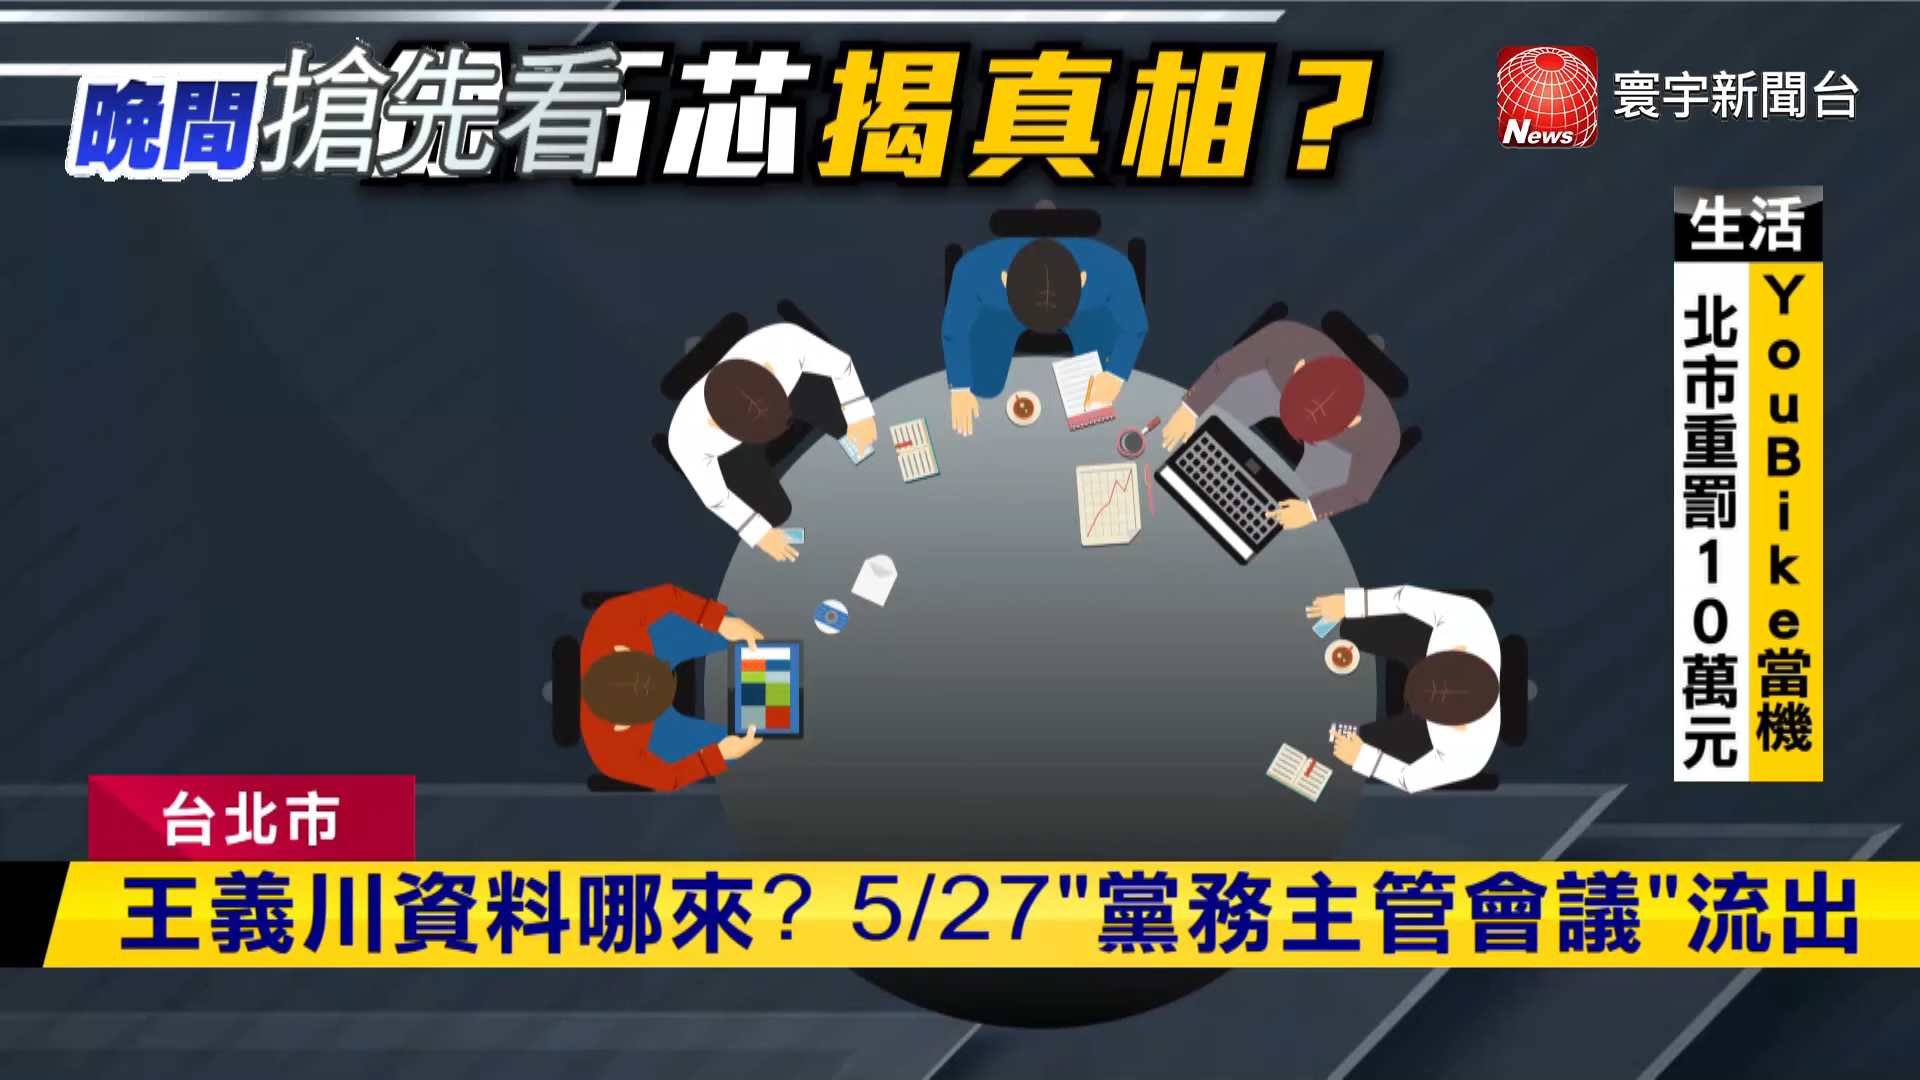 晚間搶先看
芯揭真相?
News
寰宇新聞台
生活
YouBike當機
北市重罰10萬元
台北市
王義川資料哪來? 5/27"黨務主管會議"流出